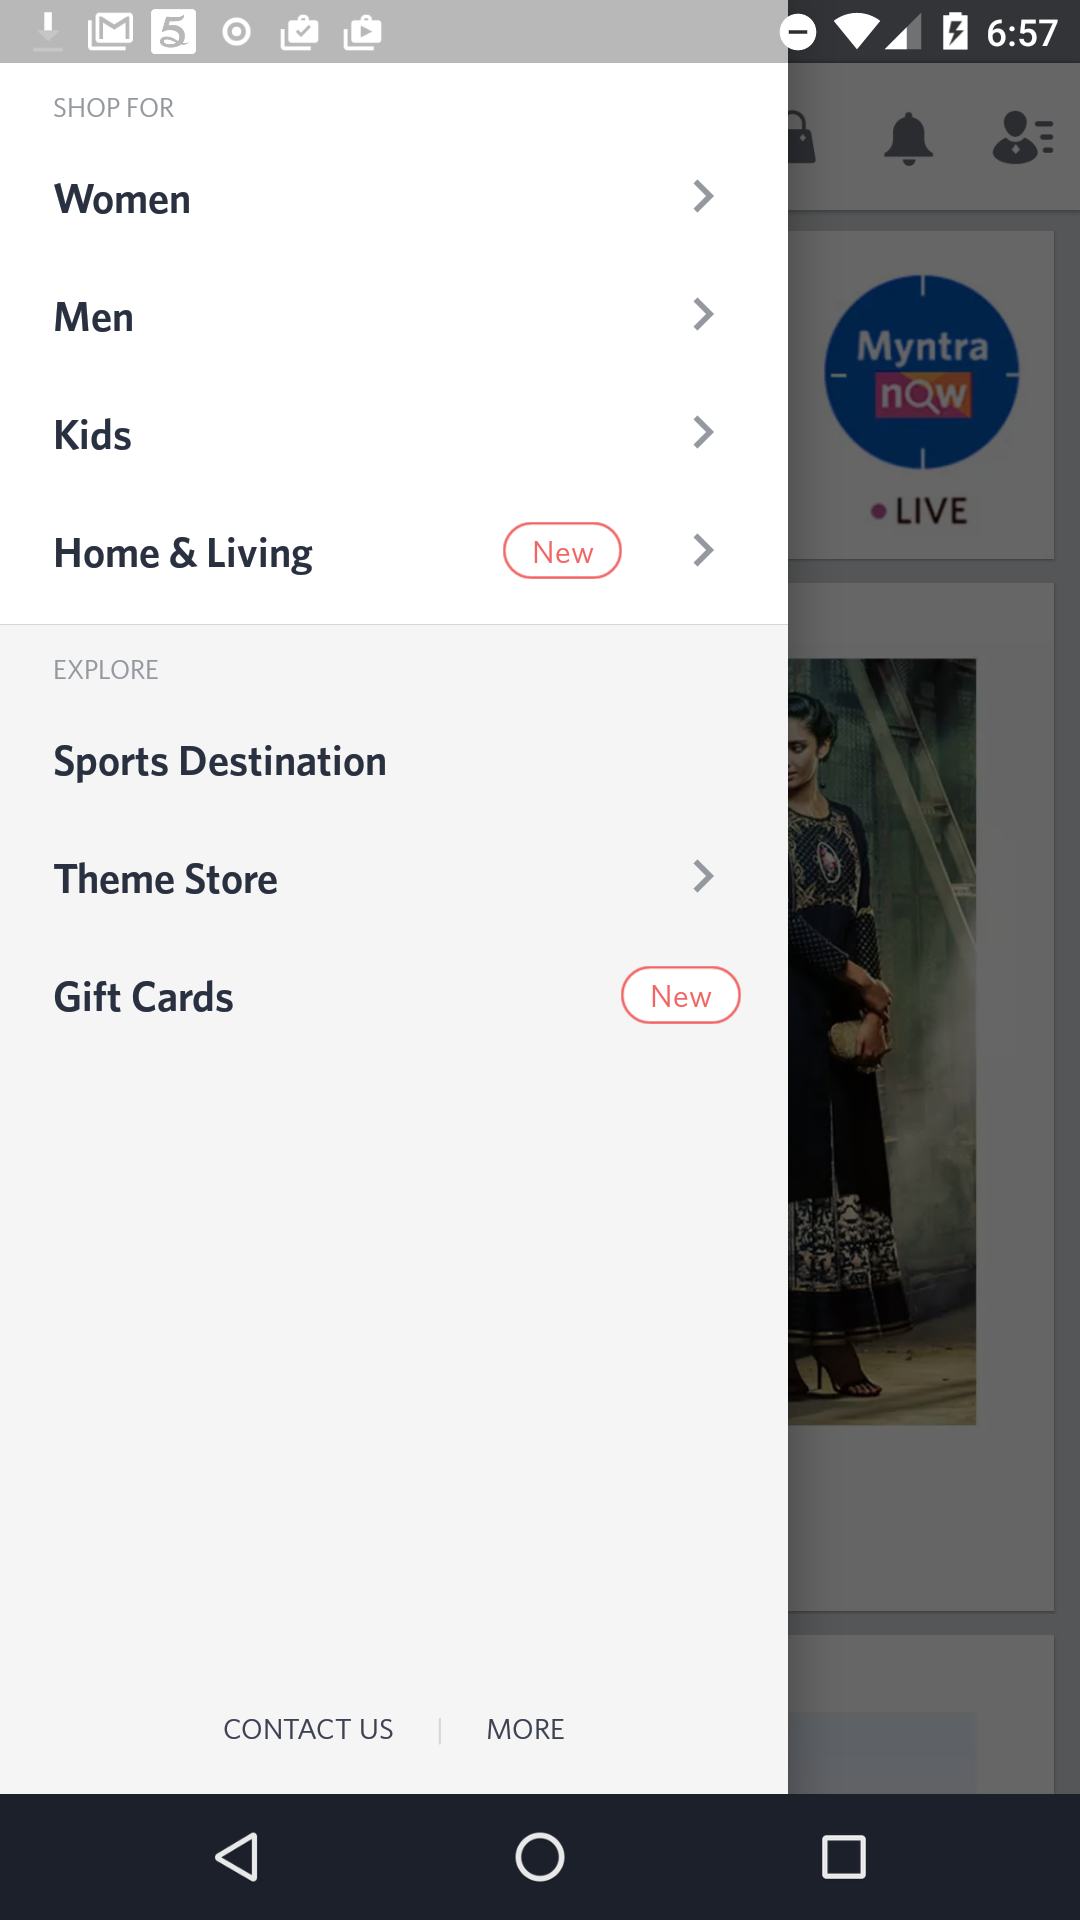 6:57
SHOP FOR
Women
Men
Kids
Home & Living New
Myntra
now
LIVE
EXPLORE
Sports Destination
Theme Store
Gift Cards New
CONTACT US | MORE